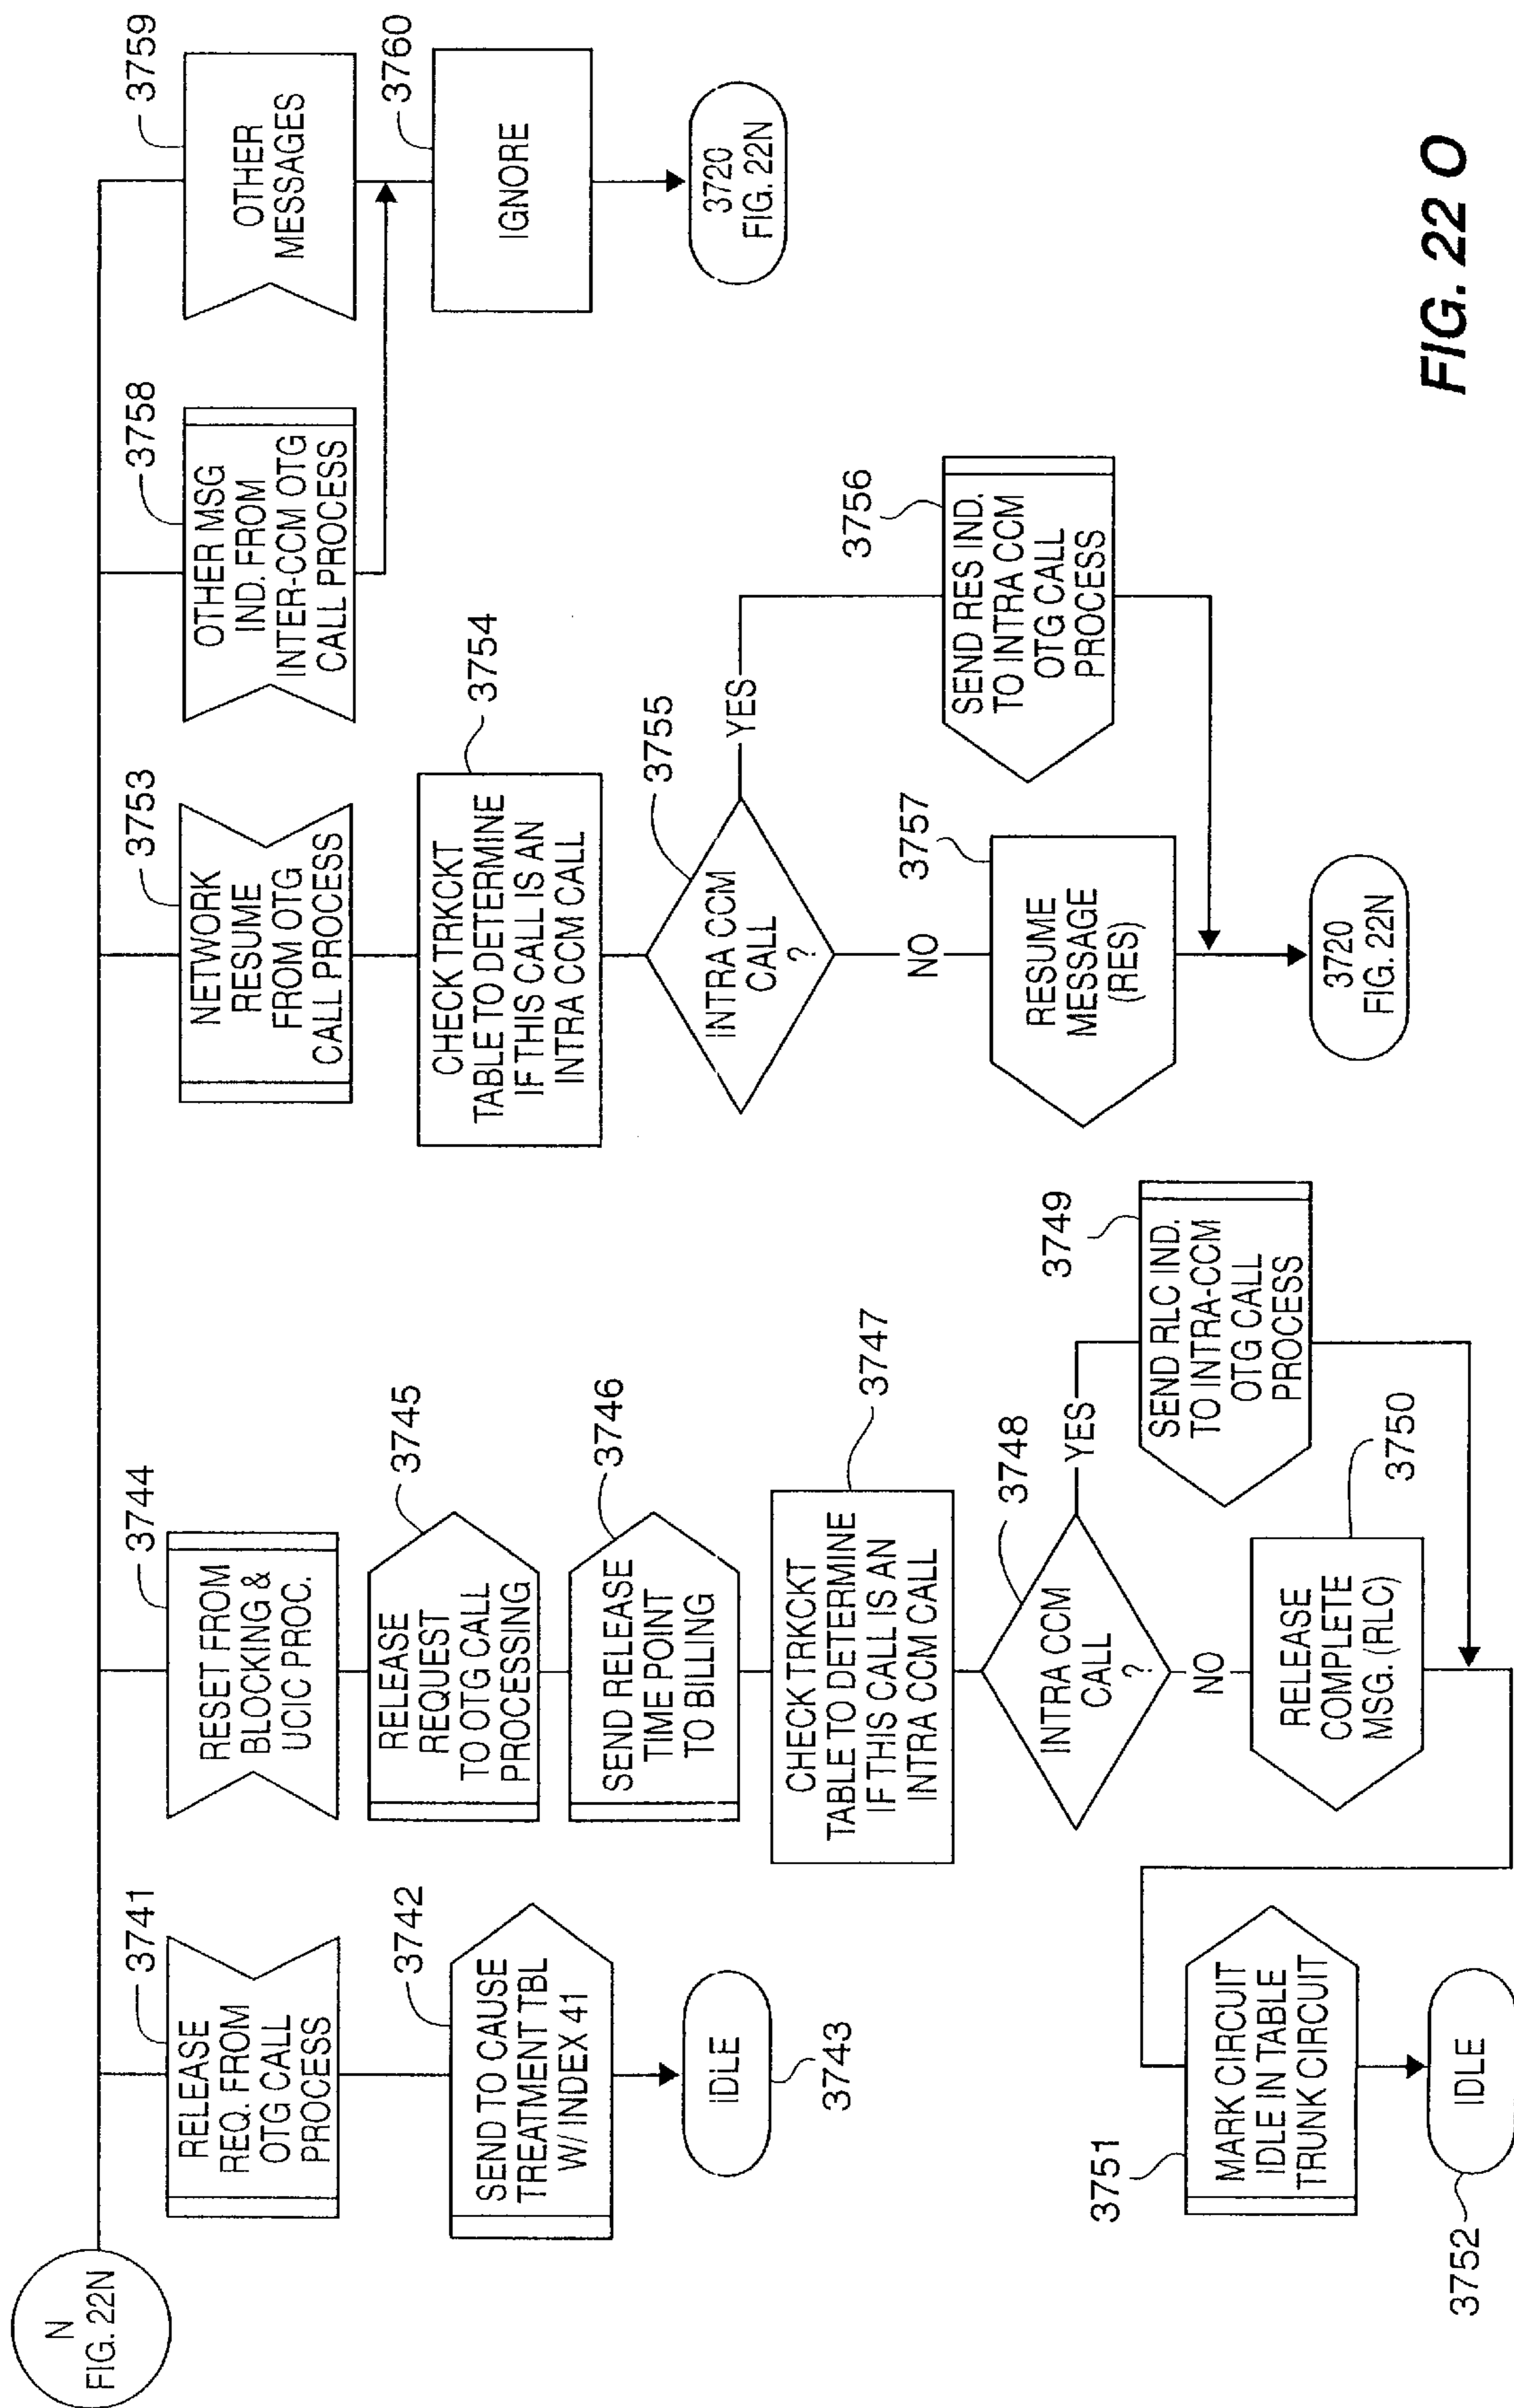 N
FIG. 22N
3741
RELEASE
REQ. FROM
OTG CALL
PROCESS
3742
SEND TO CAUSE
TREATMENT TBL
W/ INDEX 41
IDLE
3743
3744
RESET FROM
BLOCKING &
UCIC PROC.
3745
RELEASE
REQUEST
TO OTG CALL
PROCESSING
3746
SEND RELEASE
TIME POINT
TO BILLING
3747
CHECK TRKCKT
TABLE TO DETERMINE
IF THIS CALL IS AN
INTRA CCM CALL
3748
INTRA CCM
CALL
?
YES
NO
3749
SEND RLC IND.
TO INTRA-CCM
OTG CALL
PROCESS
3750
RELEASE
COMPLETE
MSG. (RLC)
3751
MARK CIRCUIT
IDLE IN TABLE
TRUNK CIRCUIT
IDLE
3752
3753
NETWORK
RESUME
FROM OTG
CALL PROCESS
3754
CHECK TRKCKT
TABLE TO DETERMINE
IF THIS CALL IS AN
INTRA CCM CALL
3755
INTRA CCM
CALL
?
YES
NO
3756
SEND RES IND.
TO INTRA CCM
OTG CALL
PROCESS
3757
RESUME
MESSAGE
(RES)
3720
FIG. 22N
3758
OTHER MSG
IND. FROM
INTER-CCM OTG
CALL PROCESS
3759
OTHER
MESSAGES
3760
IGNORE
3720
FIG. 22N
FIG. 22 O